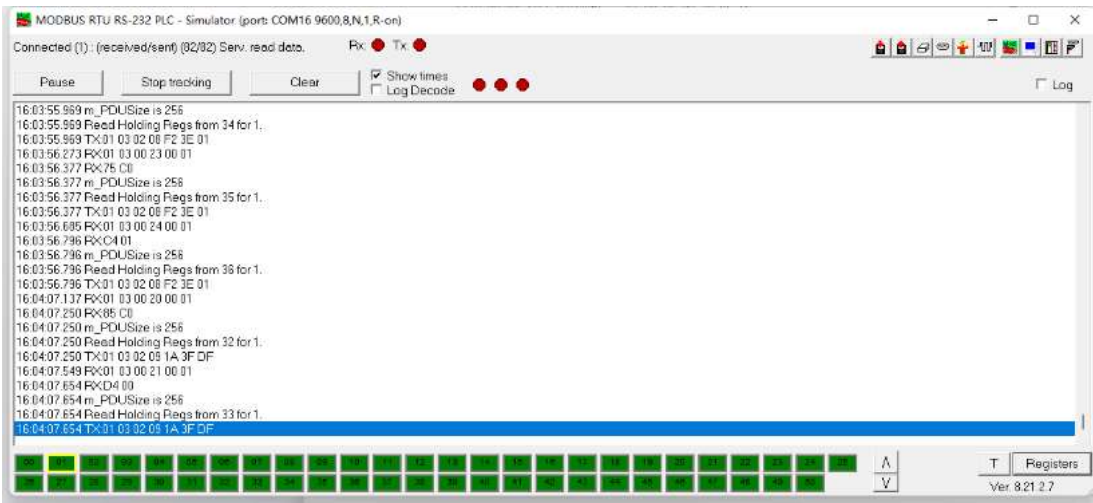 MODBUS RTU RS-232 PLC - Simulator (port: COM16 9600,8,N,1,R-on)
Connected (1) : (received/sent) (82/82) Serv. read data. Rx: Tx:
Pause Stop tracking Clear Show times Log
Log Decode
16:03:55.969 m_PDUSize is 256
16:03:55.969 Read Holding Regs from 34 for 1.
16:03:55.969 TX:01 03 02 08 F2 3E 01
16:03:56.273 RX:01 03 00 23 00 01
16:03:56.377 RX:75 C0
16:03:56.377 m_PDUSize is 256
16:03:56.377 Read Holding Regs from 35 for 1.
16:03:56.377 TX:01 03 02 08 F2 3E 01
16:03:56.685 RX:01 03 00 24 00 01
16:03:56.796 RX:C4 01
16:03:56.796 m_PDUSize is 256
16:03:56.796 Read Holding Regs from 36 for 1.
16:03:56.796 TX:01 03 02 08 F2 3E 01
16:04:07.137 RX:01 03 00 20 00 01
16:04:07.250 RX:85 C0
16:04:07.250 m_PDUSize is 256
16:04:07.250 Read Holding Regs from 32 for 1.
16:04:07.250 TX:01 03 02 09 1A 3F DF
16:04:07.549 RX:01 03 00 21 00 01
16:04:07.654 RX:D4 00
16:04:07.654 m_PDUSize is 256
16:04:07.654 Read Holding Regs from 33 for 1.
16:04:07.654 TX:01 03 02 09 1A 3F DF
T Registers
Ver. 8.21 2.7